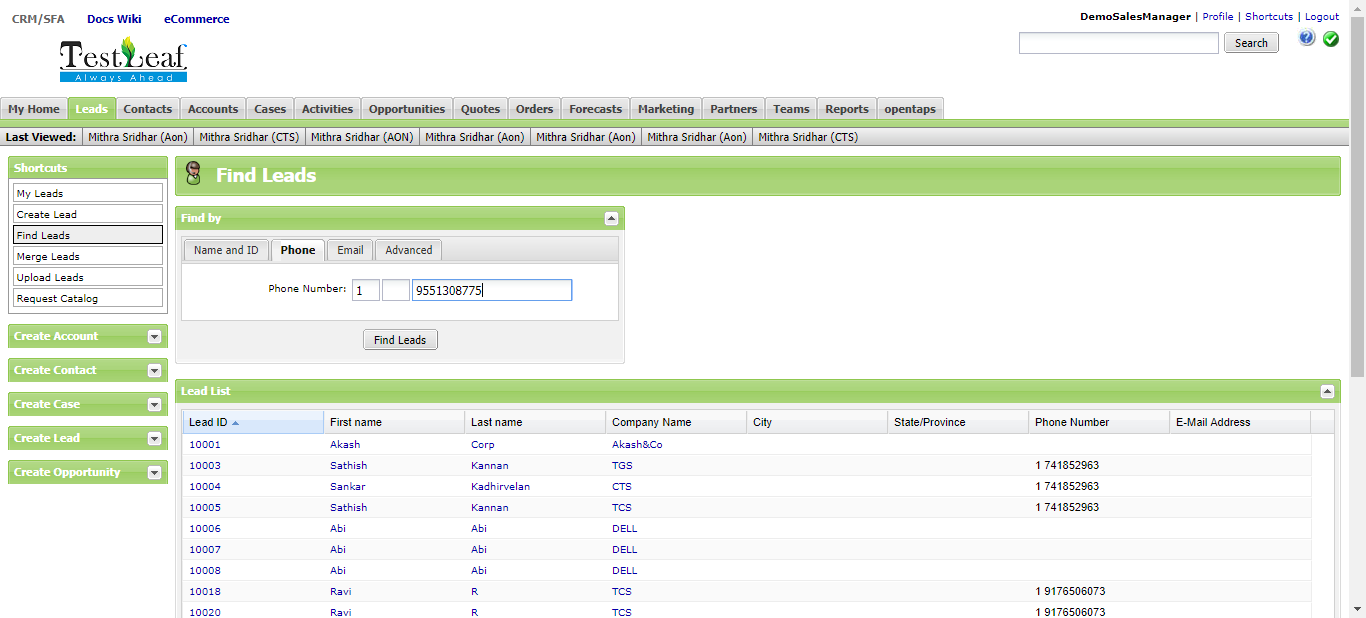 CRM/SFA Docs Wiki eCommerce
DemoSalesManager | Profile | Shortcuts | Logout
TestLeaf
Always Ahead
Search
My Home Leads Contacts Accounts Cases Activities Opportunities Quotes Orders Forecasts Marketing Partners Teams Reports opentaps
Last Viewed: Mithra Sridhar (Aon) Mithra Sridhar (CTS) Mithra Sridhar (AON) Mithra Sridhar (Aon) Mithra Sridhar (Aon) Mithra Sridhar (Aon) Mithra Sridhar (CTS)
Shortcuts
My Leads
Create Lead
Find Leads
Merge Leads
Upload Leads
Request Catalog
Create Account
Create Contact
Create Case
Create Lead
Create Opportunity
Find Leads
Find by
Name and ID Phone Email Advanced
Phone Number: 1 9551308775
Find Leads
Lead List
Lead ID First name Last name Company Name City State/Province Phone Number E-Mail Address
10001 Akash Corp Akash&Co
10003 Sathish Kannan TGS 1 741852963
10004 Sankar Kadhirvelan CTS 1 741852963
10005 Sathish Kannan TCS 1 741852963
10006 Abi Abi DELL
10007 Abi Abi DELL
10008 Abi Abi DELL
10018 Ravi R TCS 1 9176506073
10020 Ravi R TCS 1 9176506073